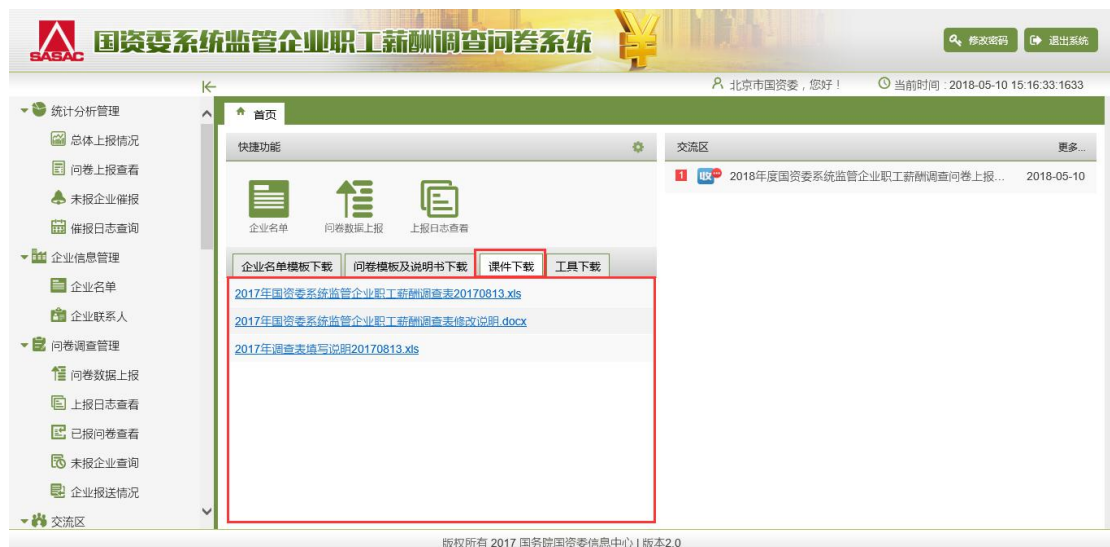 SASAC
国资委系统监管企业职工薪酬调查问卷系统
修改密码
退出系统
北京市国资委，您好！
当前时间 : 2018-05-10 15:16:33:1633
统计分析管理
总体上报情况
问卷上报查看
未报企业催报
催报日志查询
企业信息管理
企业名单
企业联系人
问卷调查管理
问卷数据上报
上报日志查看
已报问卷查看
未报企业查询
企业报送情况
交流区
首页
快捷功能
企业名单
问卷数据上报
上报日志查看
企业名单模板下载
问卷模板及说明书下载
课件下载
工具下载
2017年国资委系统监管企业职工薪酬调查表20170813.xls
2017年国资委系统监管企业职工薪酬调查表修改说明.docx
2017年调查表填写说明20170813.xls
交流区
更多...
1 收 2018年度国资委系统监管企业职工薪酬调查问卷上报... 2018-05-10
版权所有 2017 国务院国资委信息中心 | 版本2.0